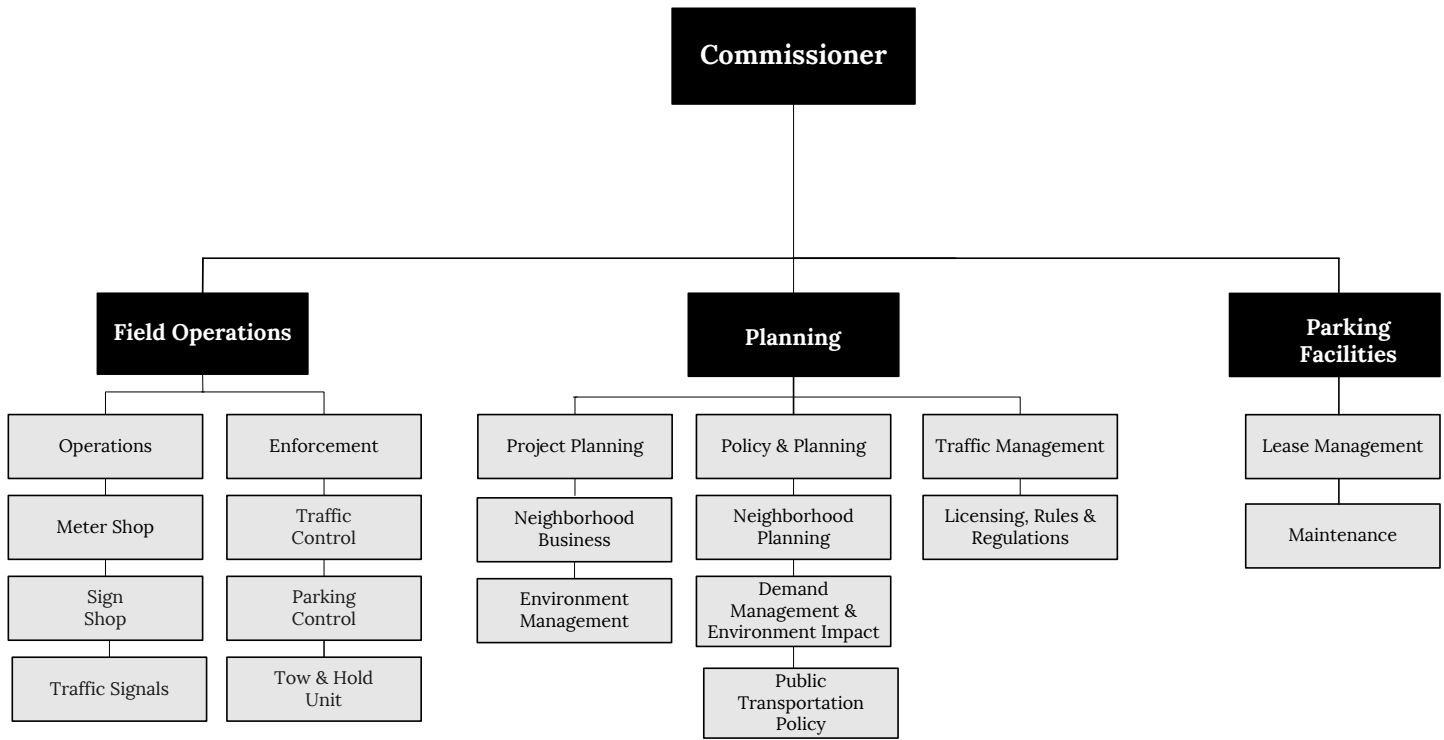 Commissioner
Field Operations
Planning
Parking
Facilities
Operations
Enforcement
Project Planning
Policy & Planning
Traffic Management
Lease Management
Meter Shop
Traffic
Control
Neighborhood
Business
Neighborhood
Planning
Licensing, Rules &
Regulations
Maintenance
Sign
Shop
Parking
Control
Environment
Management
Demand
Management &
Environment Impact
Traffic Signals
Tow & Hold
Unit
Public
Transportation
Policy